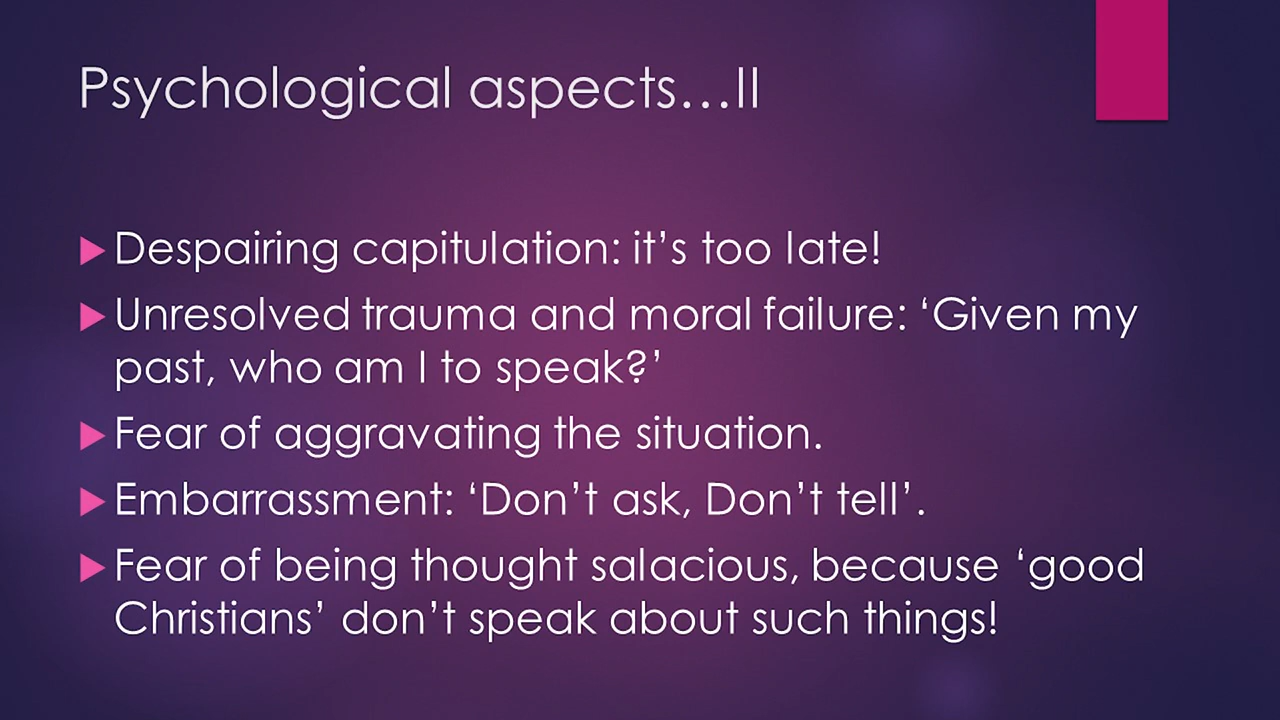 Psychological aspects…II
Despairing capitulation: it’s too late!
Unresolved trauma and moral failure: ‘Given my
past, who am I to speak?’
Fear of aggravating the situation.
Embarrassment: ‘Don’t ask, Don’t tell’.
Fear of being thought salacious, because ‘good
Christians’ don’t speak about such things!